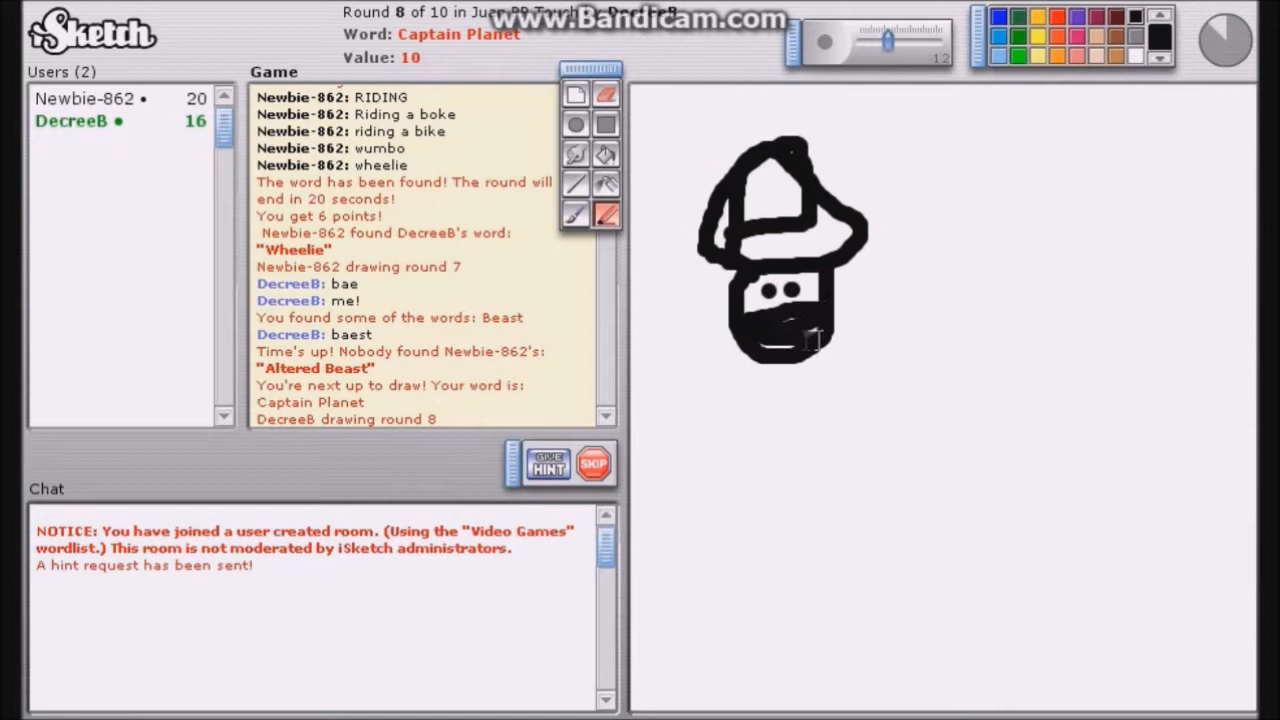 iSketch
Round 8 of 10 in Juan
DecreeB
www.Bandicam.com
Word: Captain Planet
Value: 10
12
Users (2)
Newbie-862 • 20
DecreeB • 16
Game
Newbie-862: RIDING
Newbie-862: Riding a boke
Newbie-862: riding a bike
Newbie-862: wumbo
Newbie-862: wheelie
The word has been found! The round will
end in 20 seconds!
You get 6 points!
Newbie-862 found DecreeB's word:
"Wheelie"
Newbie-862 drawing round 7
DecreeB: bae
DecreeB: me!
You found some of the words: Beast
DecreeB: baest
Time's up! Nobody found Newbie-862's:
"Altered Beast"
You're next up to draw! Your word is:
Captain Planet
DecreeB drawing round 8
GIVE
HINT
SKIP
Chat
NOTICE: You have joined a user created room. (Using the "Video Games"
wordlist.) This room is not moderated by iSketch administrators.
A hint request has been sent!